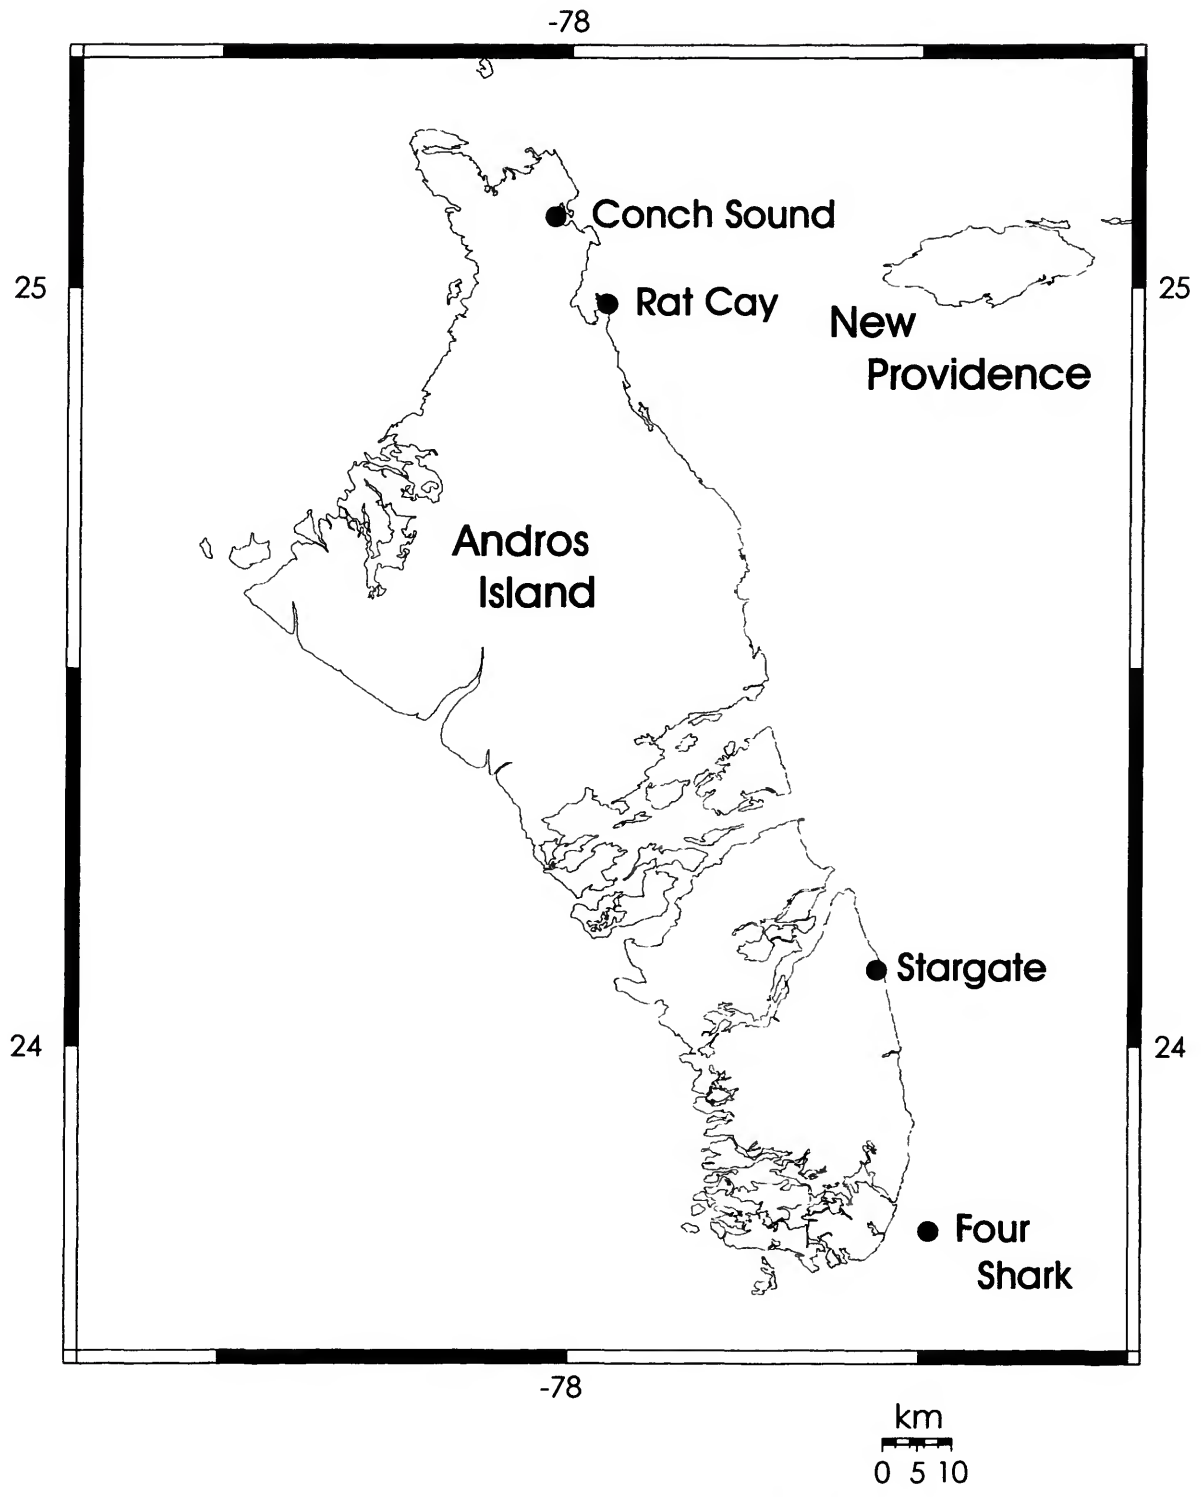 -78
Conch Sound
25
Rat Cay
25
New
Providence
Andros
Island
Stargate
24
24
Four
Shark
-78
km
0 5 10